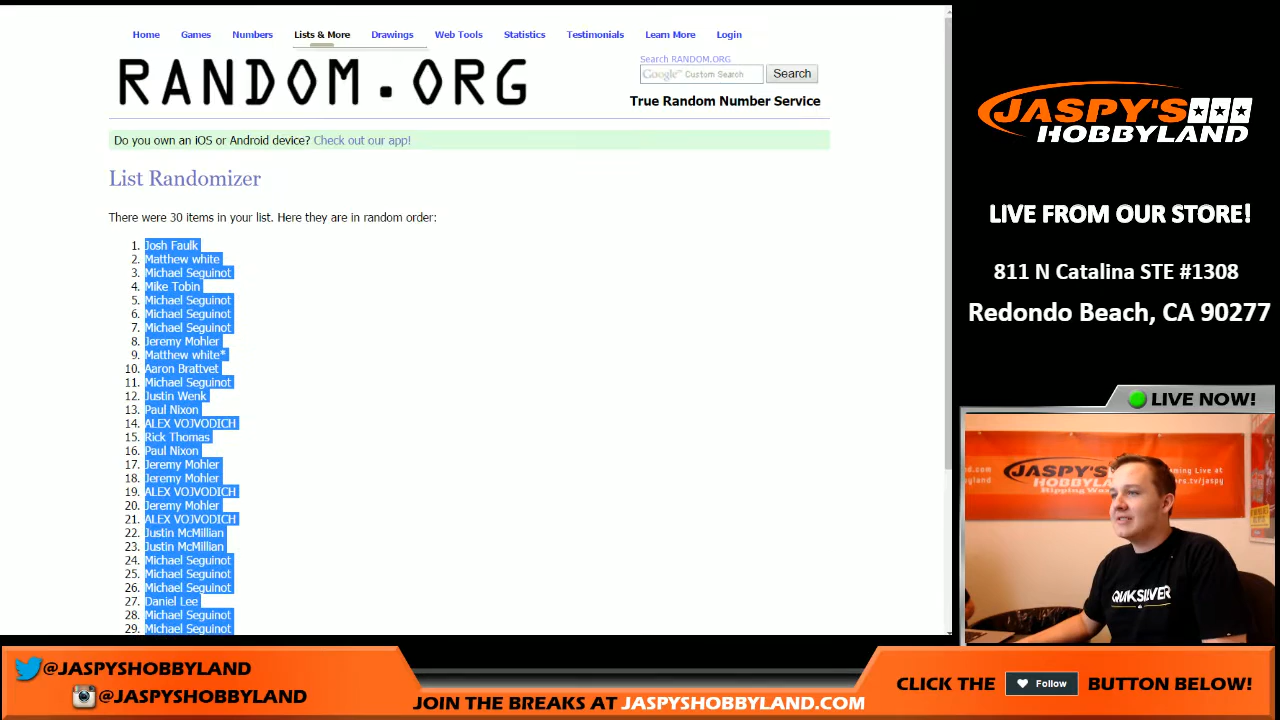 Home Games Numbers Lists & More Drawings Web Tools Statistics Testimonials Learn More Login
RANDOM.ORG
Search RANDOM.ORG
Google™ Custom Search Search
True Random Number Service
Do you own an iOS or Android device? Check out our app!
List Randomizer
There were 30 items in your list. Here they are in random order:
1. Josh Faulk
2. Matthew white
3. Michael Seguinot
4. Mike Tobin
5. Michael Seguinot
6. Michael Seguinot
7. Michael Seguinot
8. Jeremy Mohler
9. Matthew white*
10. Aaron Brattvet
11. Michael Seguinot
12. Justin Wenk
13. Paul Nixon
14. ALEX VOJVODICH
15. Rick Thomas
16. Paul Nixon
17. Jeremy Mohler
18. Jeremy Mohler
19. ALEX VOJVODICH
20. Jeremy Mohler
21. ALEX VOJVODICH
22. Justin McMillian
23. Justin McMillian
24. Michael Seguinot
25. Michael Seguinot
26. Michael Seguinot
27. Daniel Lee
28. Michael Seguinot
29. Michael Seguinot
JASPY'S
HOBBYLAND
LIVE FROM OUR STORE!
811 N Catalina STE #1308
Redondo Beach, CA 90277
LIVE NOW!
JASPY'S
HOBBYLA
QUIKSILVER
@JASPYSHOBBYLAND
@JASPYSHOBBYLAND
JOIN THE BREAKS AT JASPYSHOBBYLAND.COM
CLICK THE Follow BUTTON BELOW!